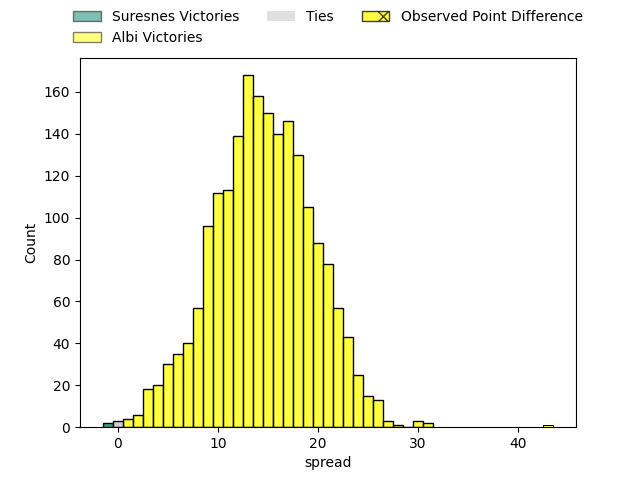 Suresnes Victories
Ties
Observed Point Difference
Albi Victories
160
140
120
100
80
60
40
20
0
Count
0 10 20 30 40
spread